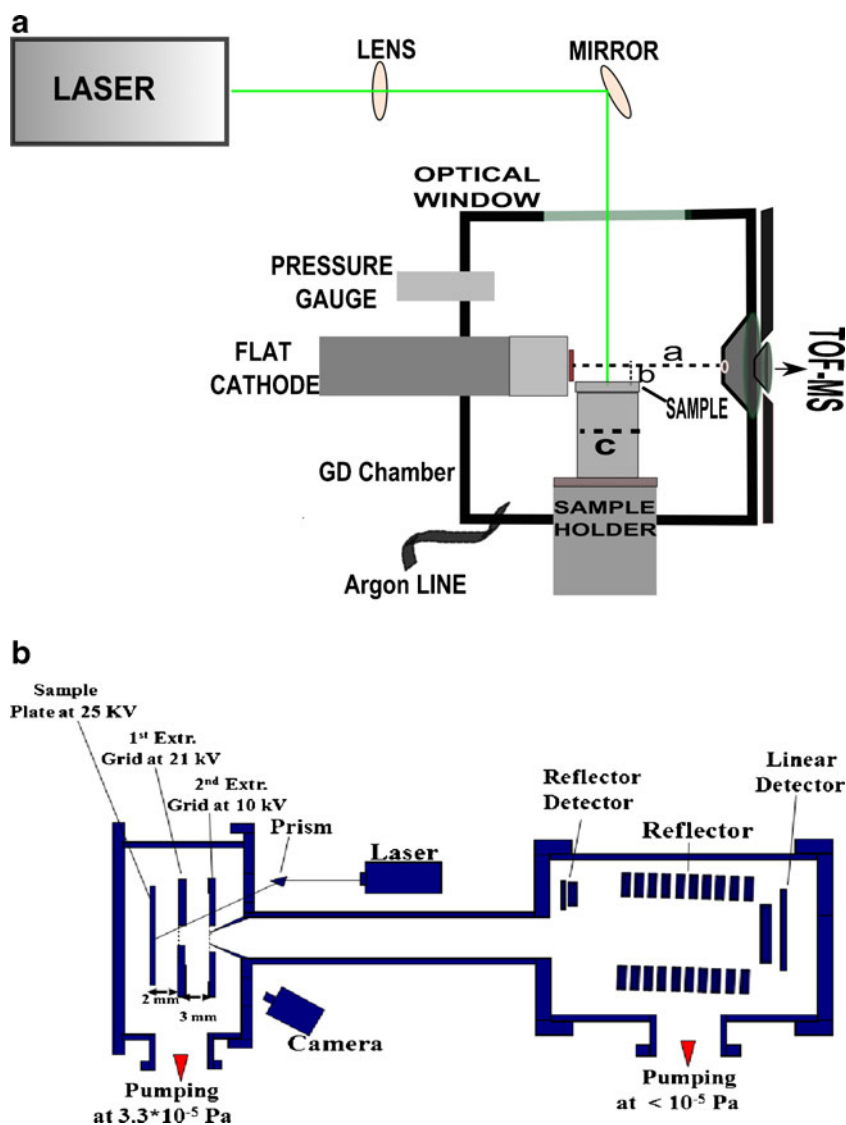 a
LENS
MIRROR
LASER
OPTICAL
WINDOW
PRESSURE
GAUGE
FLAT
CATHODE
a
b
SAMPLE
TOF-MS
c
GD Chamber
SAMPLE
HOLDER
Argon LINE
b
Sample
Plate at 25 KV
1st Extr.
Grid at 21 kV
2nd Extr.
Grid at 10 kV
Prism
Laser
Reflector
Detector
Reflector
Linear
Detector
2 mm
3 mm
Camera
Pumping
at 3,3*10-5 Pa
Pumping
at < 10-5 Pa